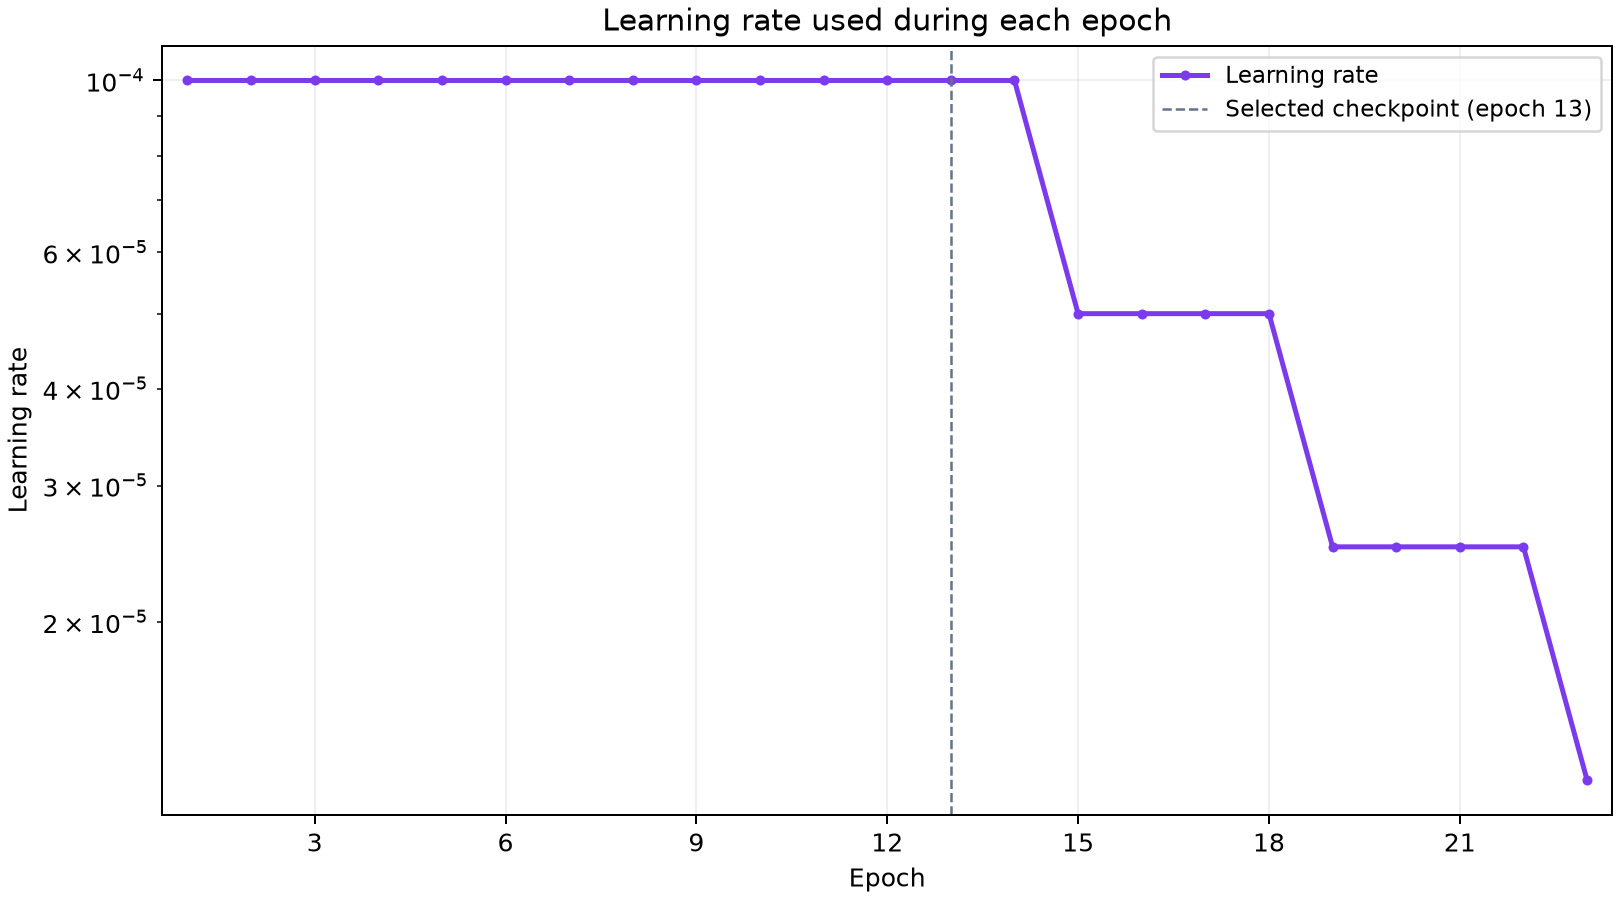 Learning rate used during each epoch
Learning rate
Selected checkpoint (epoch 13)
10⁻⁴
6 × 10⁻⁵
4 × 10⁻⁵
3 × 10⁻⁵
2 × 10⁻⁵
Learning rate
3 6 9 12 15 18 21
Epoch